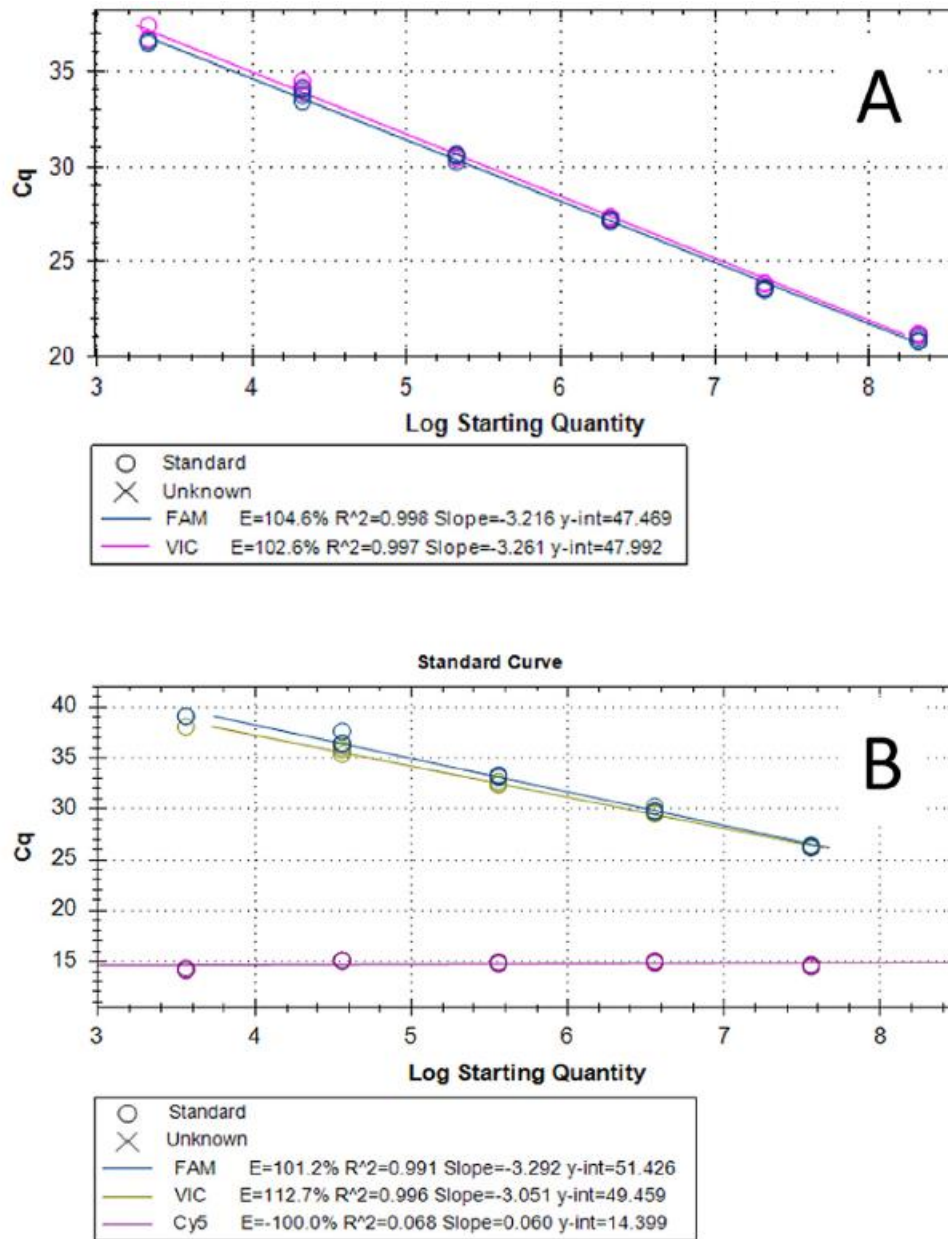 A
35
30
25
20
Cq
3 4 5 6 7 8
Log Starting Quantity
Standard
Unknown
FAM E=104.6% R^2=0.998 Slope=-3.216 y-int=47.469
VIC E=102.6% R^2=0.997 Slope=-3.261 y-int=47.992
Standard Curve
B
40
35
30
25
20
15
Cq
3 4 5 6 7 8
Log Starting Quantity
Standard
Unknown
FAM E=101.2% R^2=0.991 Slope=-3.292 y-int=51.426
VIC E=112.7% R^2=0.996 Slope=-3.051 y-int=49.459
Cy5 E=-100.0% R^2=0.068 Slope=0.060 y-int=14.399